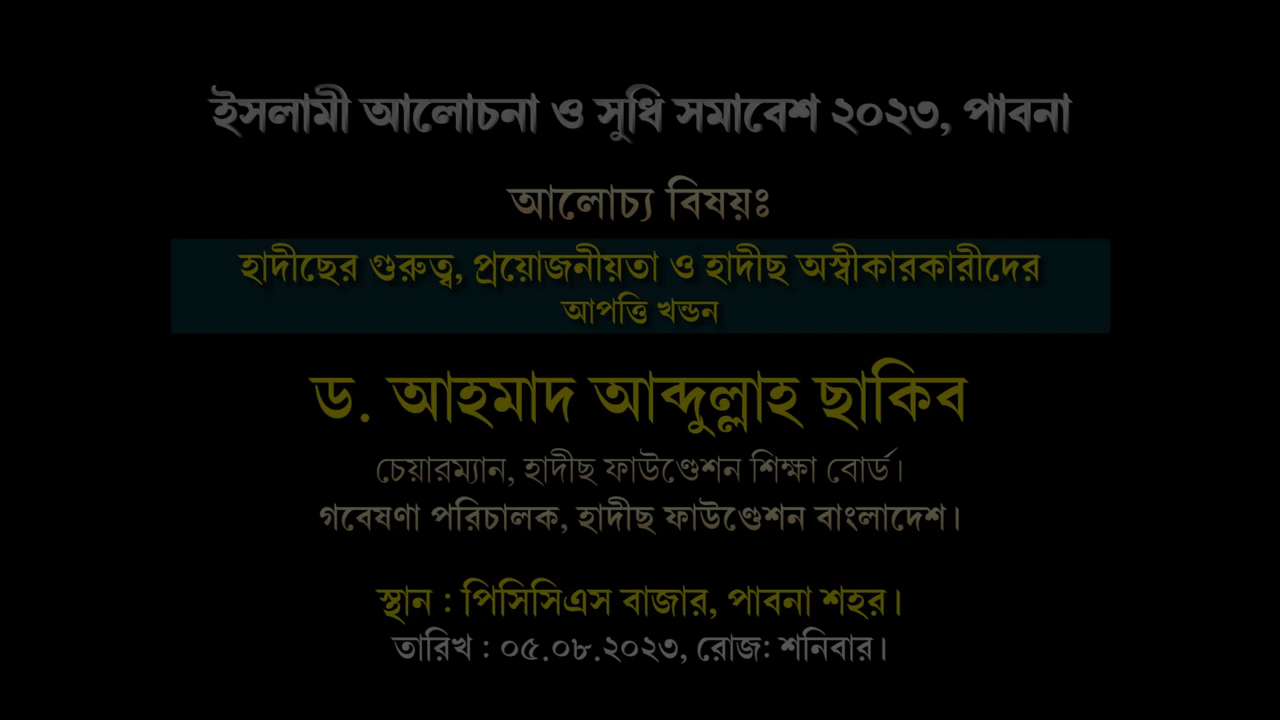 ইসলামী আলোচনা ও সুধি সমাবেশ ২০২৩, পাবনা
আলোচ্য বিষয়ঃ
হাদীছের গুরুত্ব, প্রয়োজনীয়তা ও হাদীছ অস্বীকারকারীদের
আপত্তি খন্ডন
ড. আহমাদ আব্দুল্লাহ ছাকিব
চেয়ারম্যান, হাদীছ ফাউণ্ডেশন শিক্ষা বোর্ড।
গবেষণা পরিচালক, হাদীছ ফাউণ্ডেশন বাংলাদেশ।
স্থান : পিসিসিএস বাজার, পাবনা শহর।
তারিখ : ০৫.০৮.২০২৩, রোজ: শনিবার।